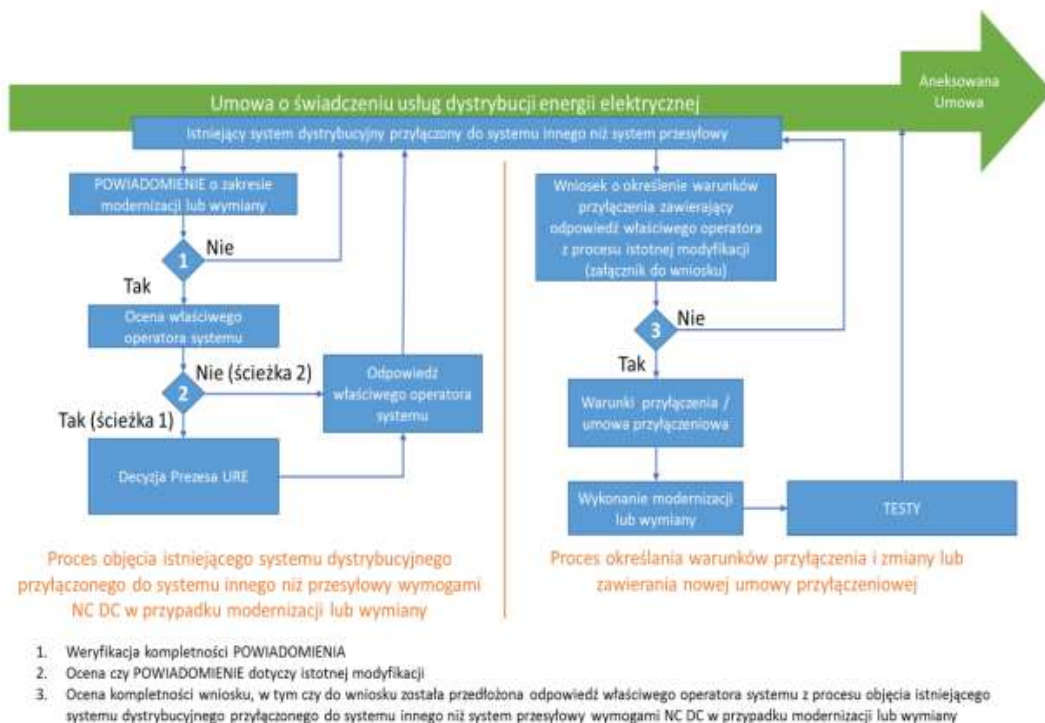 Aneksowana
Umowa
Umowa o świadczeniu usług dystrybucji energii elektrycznej
Istniejący system dystrybucyjny przyłączony do systemu innego niż system przesyłowy
POWIADOMIENIE o zakresie
modernizacji lub wymiany
1
Nie
Tak
Ocena właściwego
operatora systemu
2
Nie (ścieżka 2)
Tak (ścieżka 1)
Odpowiedź
właściwego operatora
systemu
Decyzja Prezesa URE
Proces objęcia istniejącego systemu dystrybucyjnego
przyłączonego do systemu innego niż przesyłowy wymogami
NC DC w przypadku modernizacji lub wymiany
Wniosek o określenie warunków
przyłączenia zawierający
odpowiedź właściwego operatora
z procesu istotnej modyfikacji
(załącznik do wniosku)
3
Nie
Tak
Warunki przyłączenia /
umowa przyłączeniowa
Wykonanie modernizacji
lub wymiany
TESTY
Proces określania warunków przyłączenia i zmiany lub
zawierania nowej umowy przyłączeniowej
1. Weryfikacja kompletności POWIADOMIENIA
2. Ocena czy POWIADOMIENIE dotyczy istotnej modyfikacji
3. Ocena kompletności wniosku, w tym czy do wniosku została przedłożona odpowiedź właściwego operatora systemu z procesu objęcia istniejącego
systemu dystrybucyjnego przyłączonego do systemu innego niż system przesyłowy wymogami NC DC w przypadku modernizacji lub wymiany